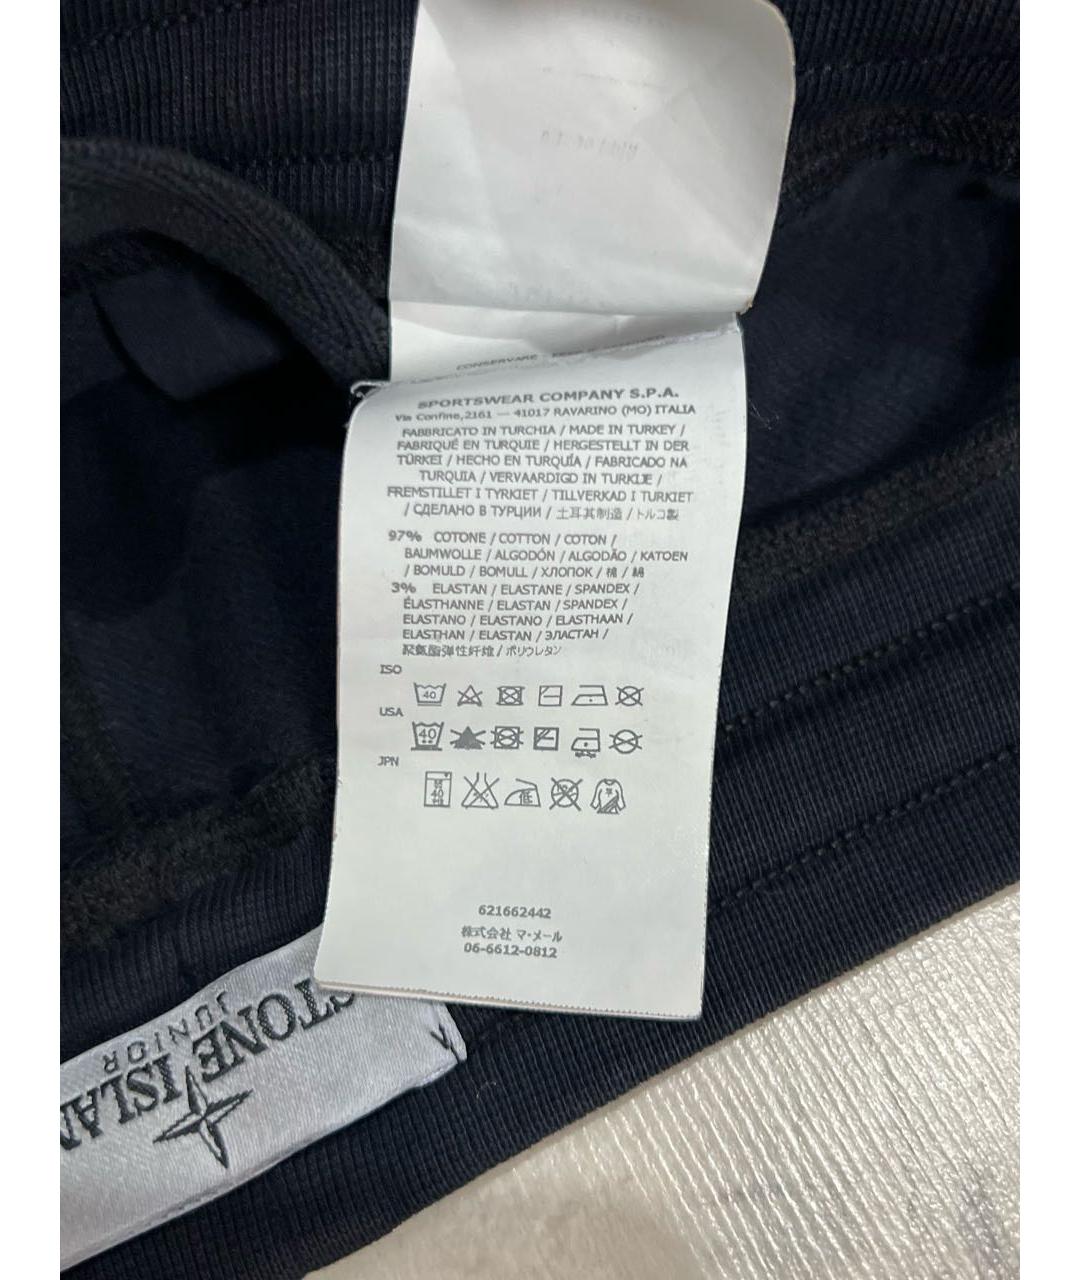 SPORTSWEAR COMPANY S.P.A.
Via Confine,2161 — 41017 RAVARINO (MO) ITALIA
FABBRICATO IN TURCHIA / MADE IN TURKEY /
FABRIQUÉ EN TURQUIE / HERGESTELLT IN DER
TÜRKEI / HECHO EN TURQUÍA / FABRICADO NA
TURQUIA / VERVAARDIGD IN TURKIJE /
FREMSTILLET I TYRKIET / TILLVERKAD I TURKIET
/ СДЕЛАНО В ТУРЦИИ / 土耳其制造 / トルコ製
97% COTONE / COTTON / COTON /
BAUMWOLLE / ALGODÓN / ALGODÃO / KATOEN
/ BOMULD / BOMULL / ХЛОПОК / 棉 / 綿
3% ELASTAN / ELASTANE / SPANDEX /
ÉLASTHANNE / ELASTAN / SPANDEX /
ELASTANO / ELASTANO / ELASTHAAN /
ELASTHAN / ELASTAN / ЭЛАСТАН /
聚氨酯弹性纤维 / ポリウレタン
ISO
40
USA
40
JPN
40
低
621662442
株式会社 マ・メール
06-6612-0812
STONE ISLAN
JUNIOR